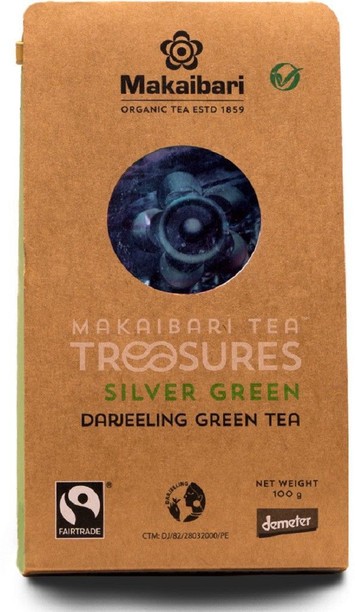 Makaibari
ORGANIC TEA ESTD 1859
MAKAIBARI TEA™
TREASURES
SILVER GREEN
DARJEELING GREEN TEA
NET WEIGHT
100 g
DARJEELING
FAIRTRADE®
CTM: DJ/82/28032000/PE
demeter